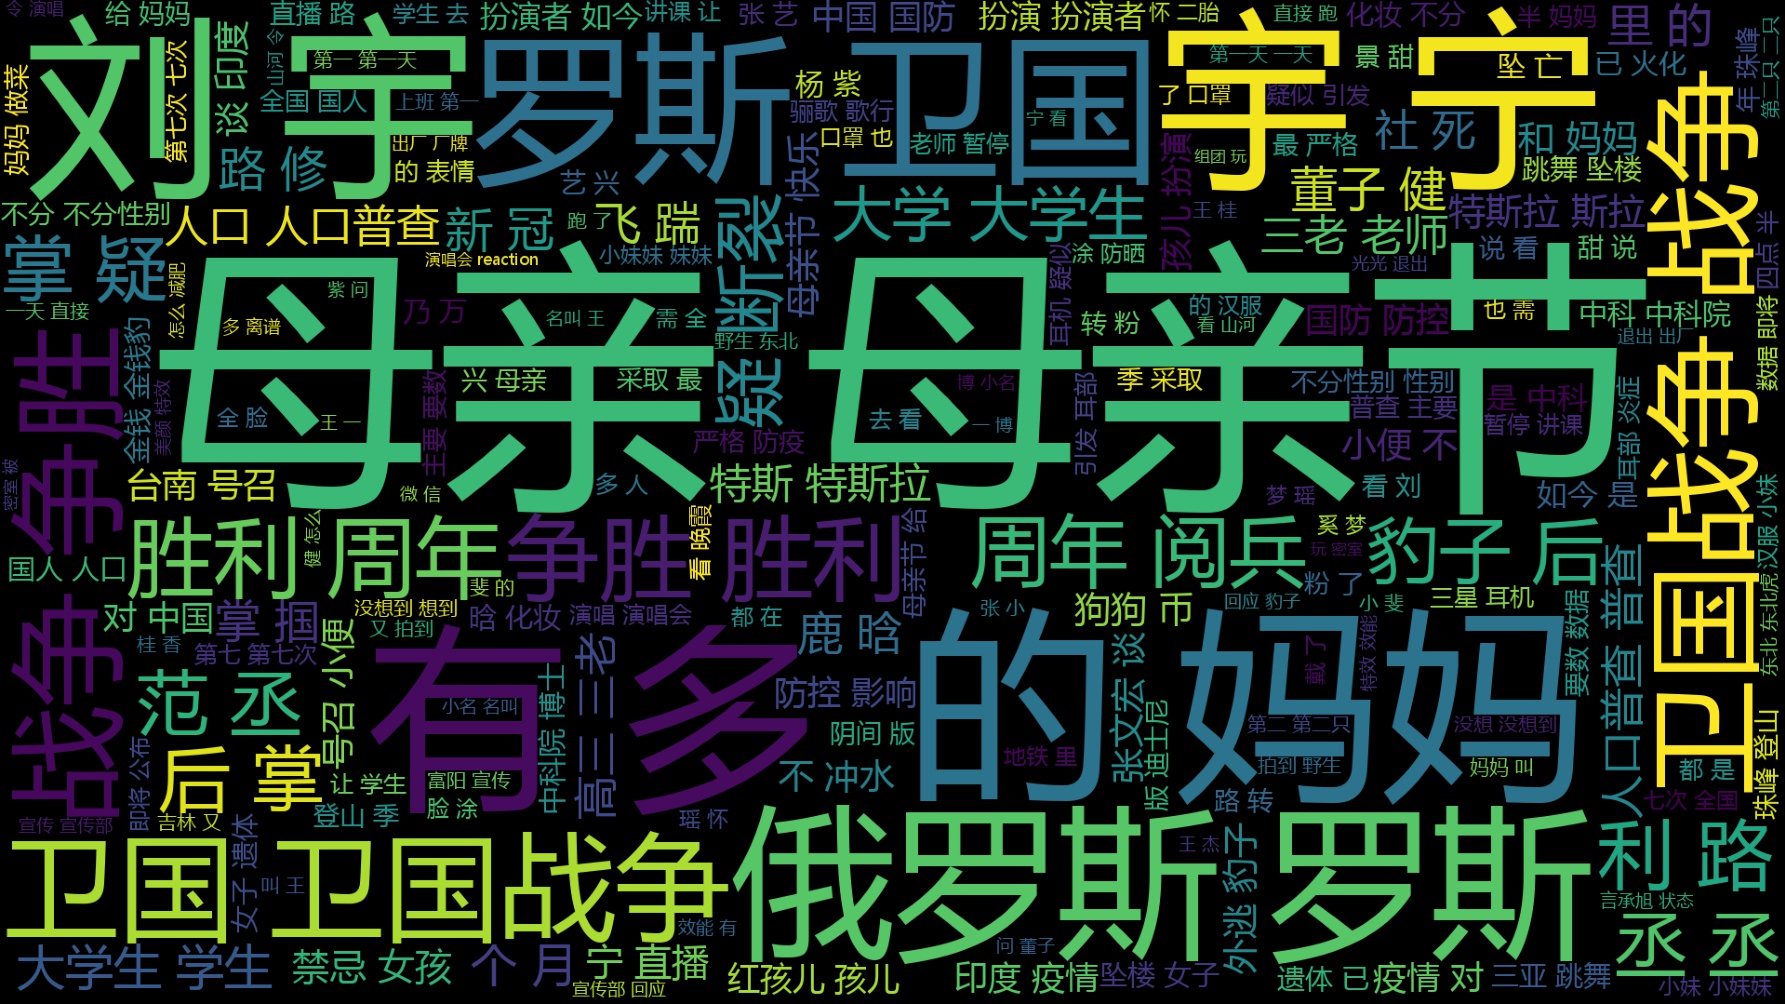 令 演唱
给 妈妈
直播 路
学生 去
扮演者 如今
讲课 让
张 艺
中国 国防
扮演 扮演者
怀 二胎
直接 跑
化妆 不分
半 妈妈
里 的
刘 宇
罗斯 卫国
宇 宁
妈妈 做菜
第七次 七次
谈 印度
山河 令
第一 第一天
全国 国人
上班 第一
出厂 厂牌
的 表情
路 修
杨 紫
骊歌 歌行
口罩 也
老师 暂停
宁 看
艺 兴
第一天 一天
了 口罩
疑似 引发
景 甜
坠 亡
已 火化
年 珠峰
第二只 二只
最 严格
社 死
和 妈妈
组团 玩
跳舞 坠楼
董子 健
不分 不分性别
人口 人口普查
新 冠
跑 了
飞 踹
母亲节 快乐
大学 大学生
孩儿 扮演
王 桂
三老 老师
特斯拉 斯拉
说 看
甜 说
四点 半
卫国战争 战争
掌 疑
演唱会 reaction
小妹妹 妹妹
断裂
疑
耳机 疑似
涂 防晒
光光 退出
一天 直接
怎么 减肥
紫 问
多 离谱
乃 万
名叫 王
需 全
野生 东北
转 粉
的 汉服
看 山河
国防 防控
也 需
中科 中科院
退出 出厂
数据 即将
母亲 母亲节
战争 争胜
金钱 金钱豹
美颜 特效
兴 母亲
采取 最
博 小名
季 采取
不分性别 性别
普查 主要
是 中科
暂停 讲课
耳部 炎症
全 脸
王 一
主要 要数
去 看
一 博
引发 耳部
严格 防疫
小便 不
密室 被
台南 号召
微 信
多 人
特斯 特斯拉
梦 瑶
看 刘
如今 是
汉服 小妹
国人 人口
胜利 周年
健 怎么
争胜 胜利
看 晚霞
母亲节 给
周年 阅兵
奚 梦
玩 密室
豹子 后
人口普查 普查
斐 的
粉 了
对 中国
掌 掴
没想到 想到
又 拍到
晗 化妆
演唱 演唱会
都 在
张 小
狗狗 币
回应 豹子
小 斐
三星 耳机
要数 数据
东北 东北虎
桂 香
第七 第七次
号召 小便
鹿 晗
有 多
的 妈妈
戴 了
特效 效能
范 丞
小名 名叫
中科院 博士
高三 三老
防控 影响
阴间 版
地铁 里
张文宏 谈
版 迪士尼
第二 第二只
没想 没想到
珠峰 登山
即将 公布
后 掌
让 学生
富阳 宣传
不 冲水
拍到 野生
妈妈 叫
都 是
宣传 宣传部
吉林 又
登山 季
脸 涂
瑶 怀
路 转
七次 全国
卫国 卫国战争
女子 遗体
叫 王
俄罗斯 罗斯
王 杰
外逃 豹子
利 路
言承旭 状态
效能 有
问 董子
丞 丞
大学生 学生
禁忌 女孩
个 月
宁 直播
宣传部 回应
红孩儿 孩儿
印度 疫情
坠楼 女子
遗体 已
疫情 对
三亚 跳舞
小妹 小妹妹